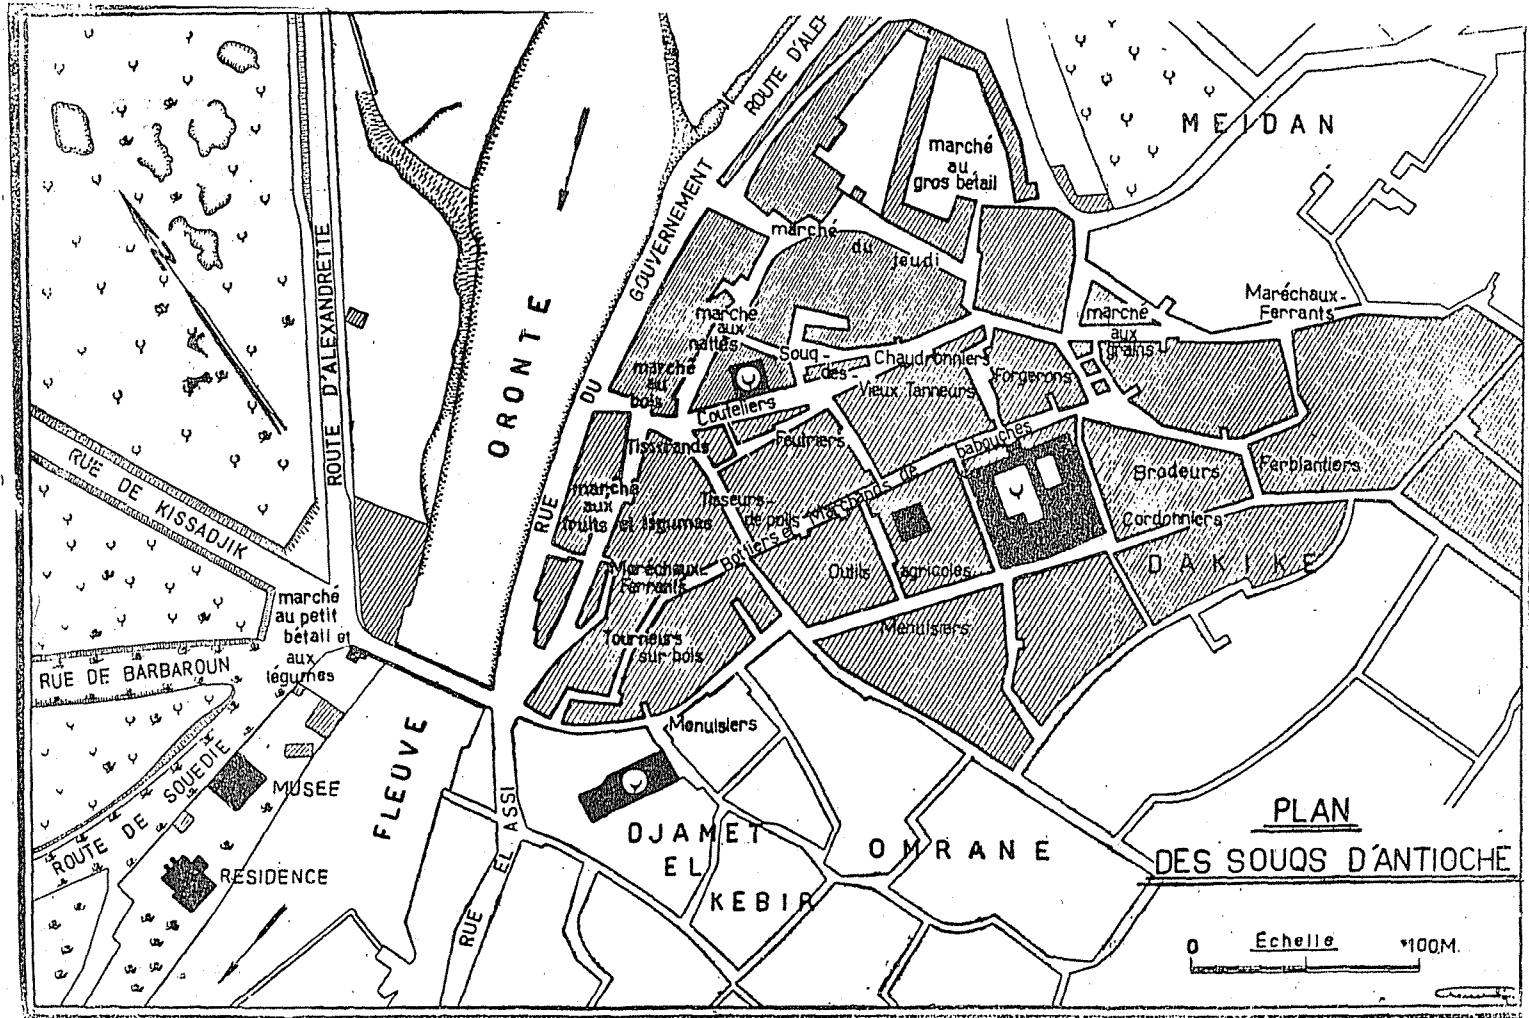 ROUTE D'ALEP
MEIDAN
marché
au
gros bétail
RUE DU GOUVERNEMENT
marché du jeudi
ROUTE D'ALEXANDRETTE
ROUTE D'ALEXANDRETTE
ORONTE
marché
aux
nattes
marché
aux
grains
Maréchaux-
Ferrants
Souq-
des-
Vieux Tanneurs
Chaudronniers
Forgerons
marché
au
bois
Couteliers
Tisserands
Feutriers
babouches
Bottiers et Marchands de
Brodeurs
Ferblantiers
RUE DE KISSADJIK
marché
aux
fruits et légumes
Tisseurs-
de poils
Cordonniers
DAKIKE
Maréchaux-
Ferrants
Outils agricoles
marché
au petit
bétail et
aux
légumes
Tourneurs
sur bois
Menuisiers
RUE DE BARBAROUN
Menuisiers
FLEUVE
ROUTE DE SOUEDIE
MUSEE
RESIDENCE
RUE EL ASSI
DJAMET
EL
KEBIR
OMRANE
PLAN
DES SOUQS D'ANTIOCHE
0 Echelle 100M.